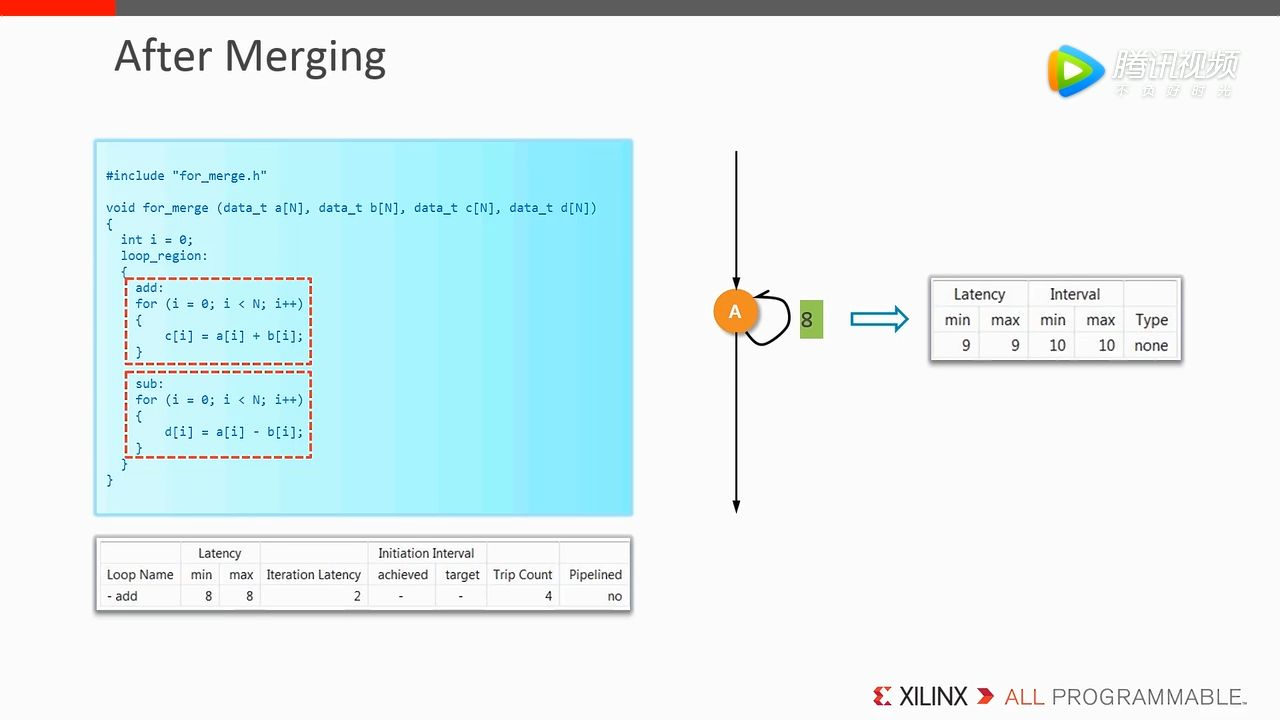 After Merging
腾讯视频
不负好时光
#include "for_merge.h"
void for_merge (data_t a[N], data_t b[N], data_t c[N], data_t d[N])
{
int i = 0;
loop_region:
{
add:
for (i = 0; i < N; i++)
{
c[i] = a[i] + b[i];
}
sub:
for (i = 0; i < N; i++)
{
d[i] = a[i] - b[i];
}
}
}
A
8
Latency Interval
min max min max Type
9 9 10 10 none
Latency Initiation Interval
Loop Name min max Iteration Latency achieved target Trip Count Pipelined
- add 8 8 2 - - 4 no
XILINX ALL PROGRAMMABLE™